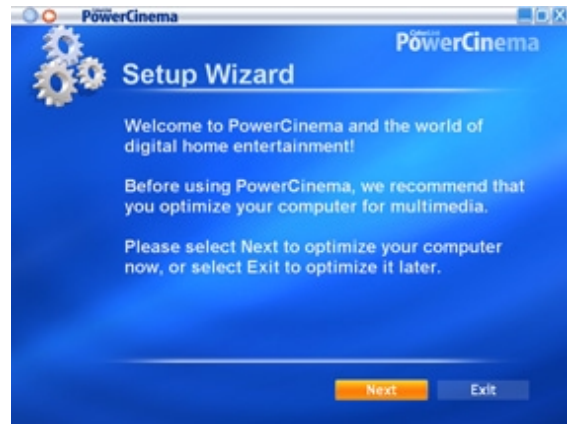 PowerCinema
CyberLink
PowerCinema
Setup Wizard
Welcome to PowerCinema and the world of
digital home entertainment!
Before using PowerCinema, we recommend that
you optimize your computer for multimedia.
Please select Next to optimize your computer
now, or select Exit to optimize it later.
Next
Exit